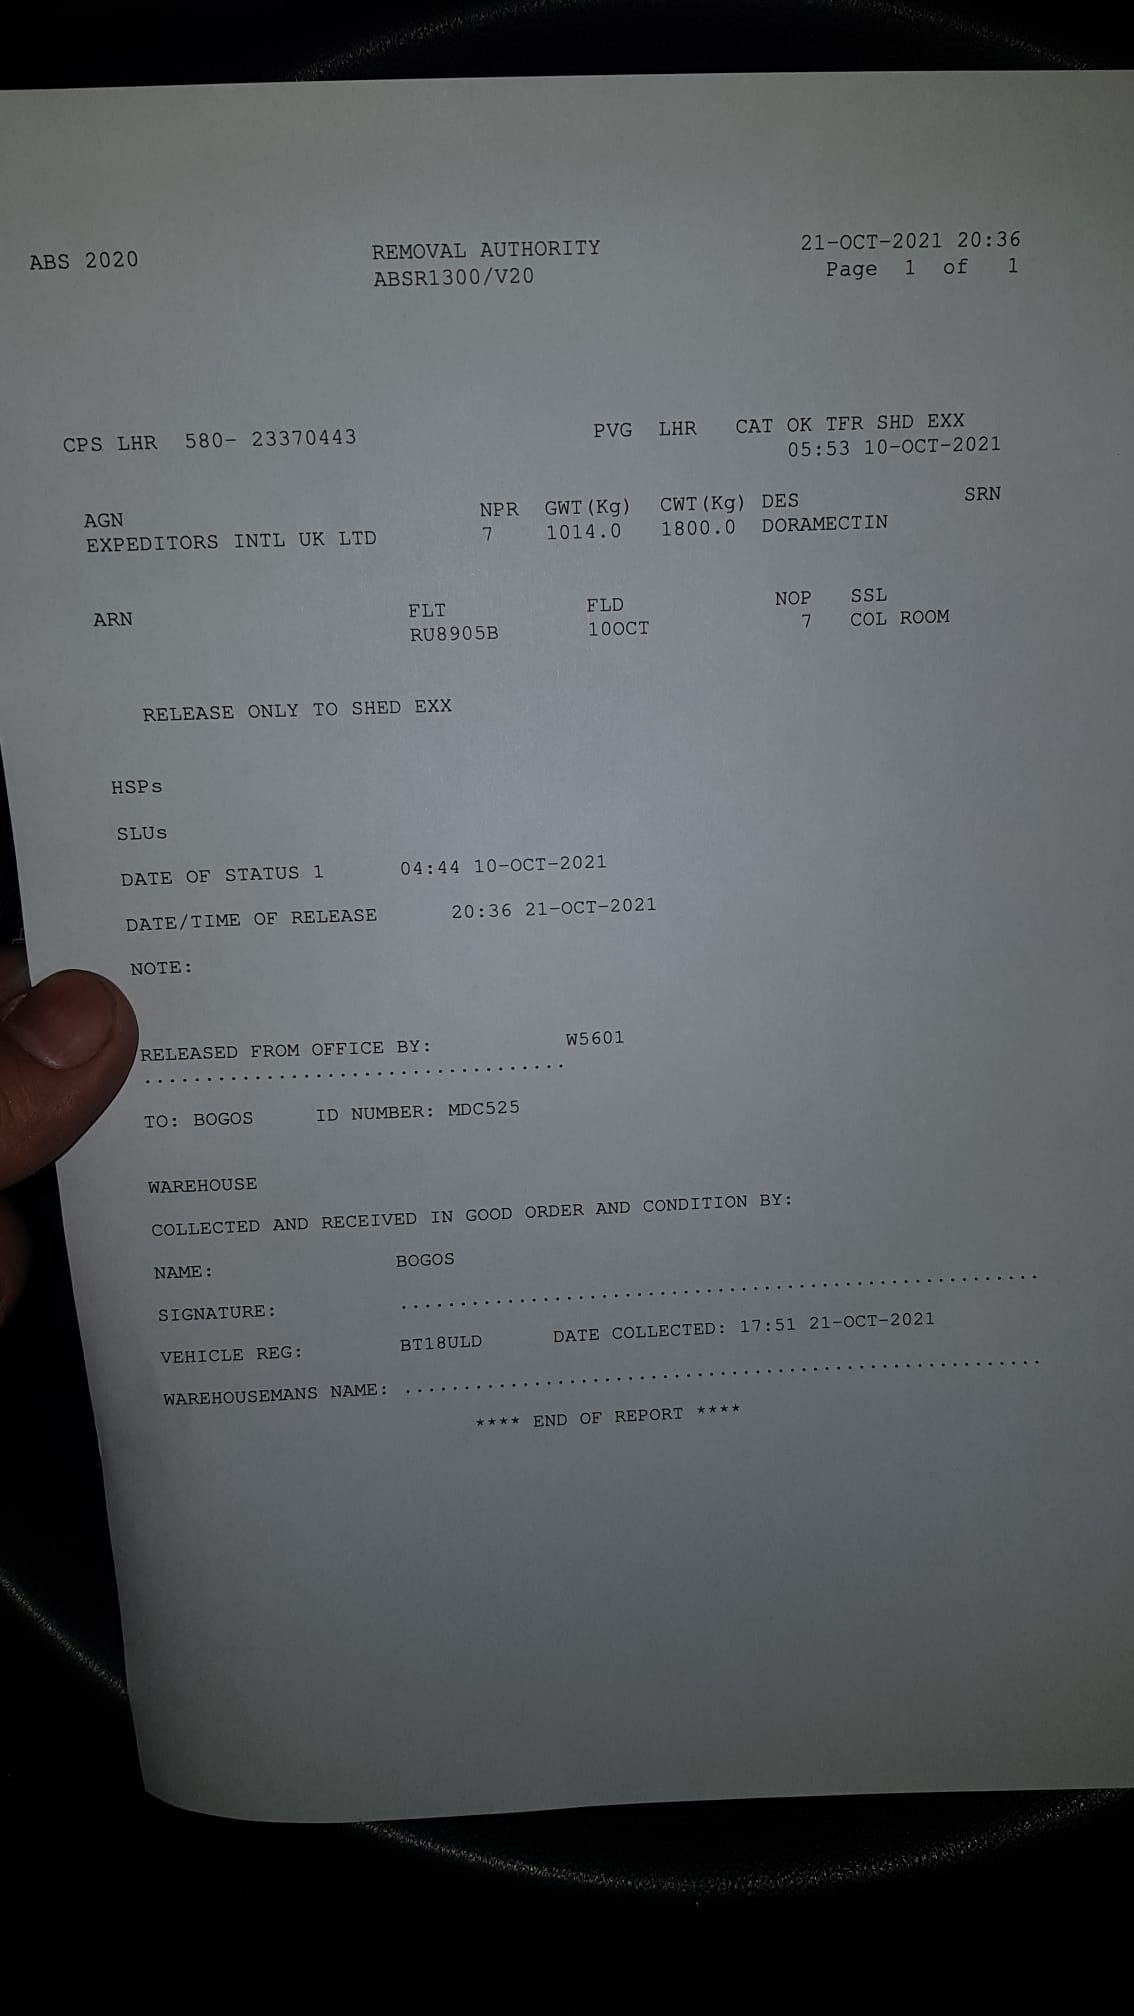 ABS 2020 REMOVAL AUTHORITY 21-OCT-2021 20:36
ABSR1300/V20 Page 1 of 1
CPS LHR 580- 23370443 PVG LHR CAT OK TFR SHD EXX
05:53 10-OCT-2021
AGN NPR GWT(Kg) CWT(Kg) DES SRN
EXPEDITORS INTL UK LTD 7 1014.0 1800.0 DORAMECTIN
ARN FLT FLD NOP SSL
RU8905B 10OCT 7 COL ROOM
RELEASE ONLY TO SHED EXX
HSPs
SLUs
DATE OF STATUS 1 04:44 10-OCT-2021
DATE/TIME OF RELEASE 20:36 21-OCT-2021
NOTE:
RELEASED FROM OFFICE BY: W5601
...................................
TO: BOGOS ID NUMBER: MDC525
WAREHOUSE
COLLECTED AND RECEIVED IN GOOD ORDER AND CONDITION BY:
NAME: BOGOS
SIGNATURE: ......................................................
VEHICLE REG: BT18ULD DATE COLLECTED: 17:51 21-OCT-2021
WAREHOUSEMANS NAME: ......................................................
**** END OF REPORT ****